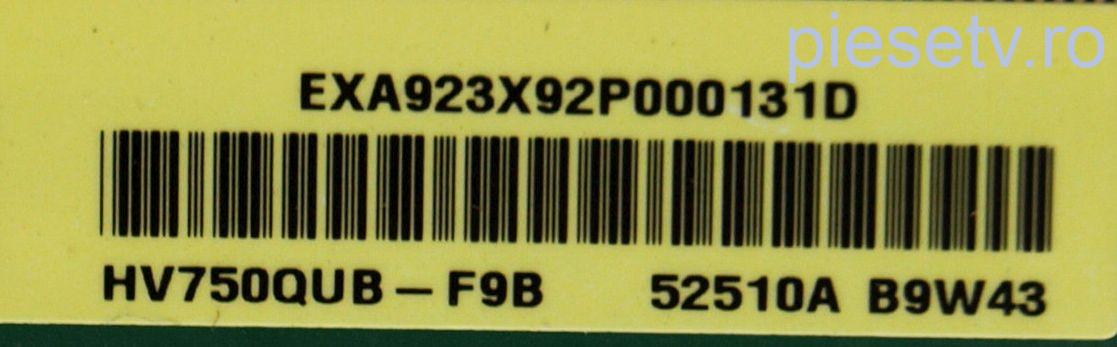 piesetv.ro
EXA923X92P000131D
HV750QUB-F9B 52510A B9W43